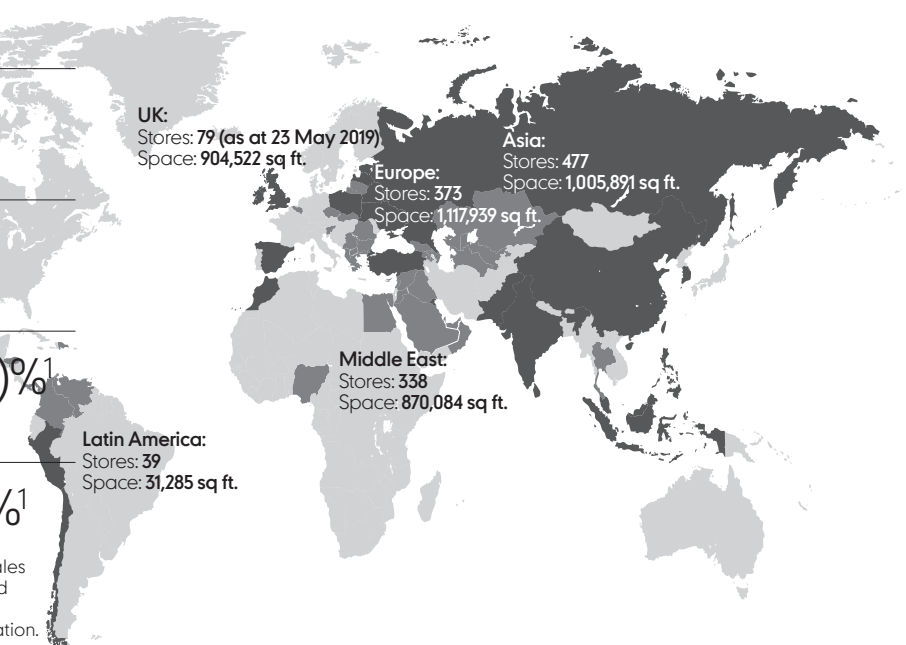 UK:
Stores: 79 (as at 23 May 2019)
Space: 904,522 sq ft.
Asia:
Stores: 477
Space: 1,005,891 sq ft.
Europe:
Stores: 373
Space: 1,117,939 sq ft.
)%1
Middle East:
Stores: 338
Space: 870,084 sq ft.
Latin America:
Stores: 39
Space: 31,285 sq ft.
%1